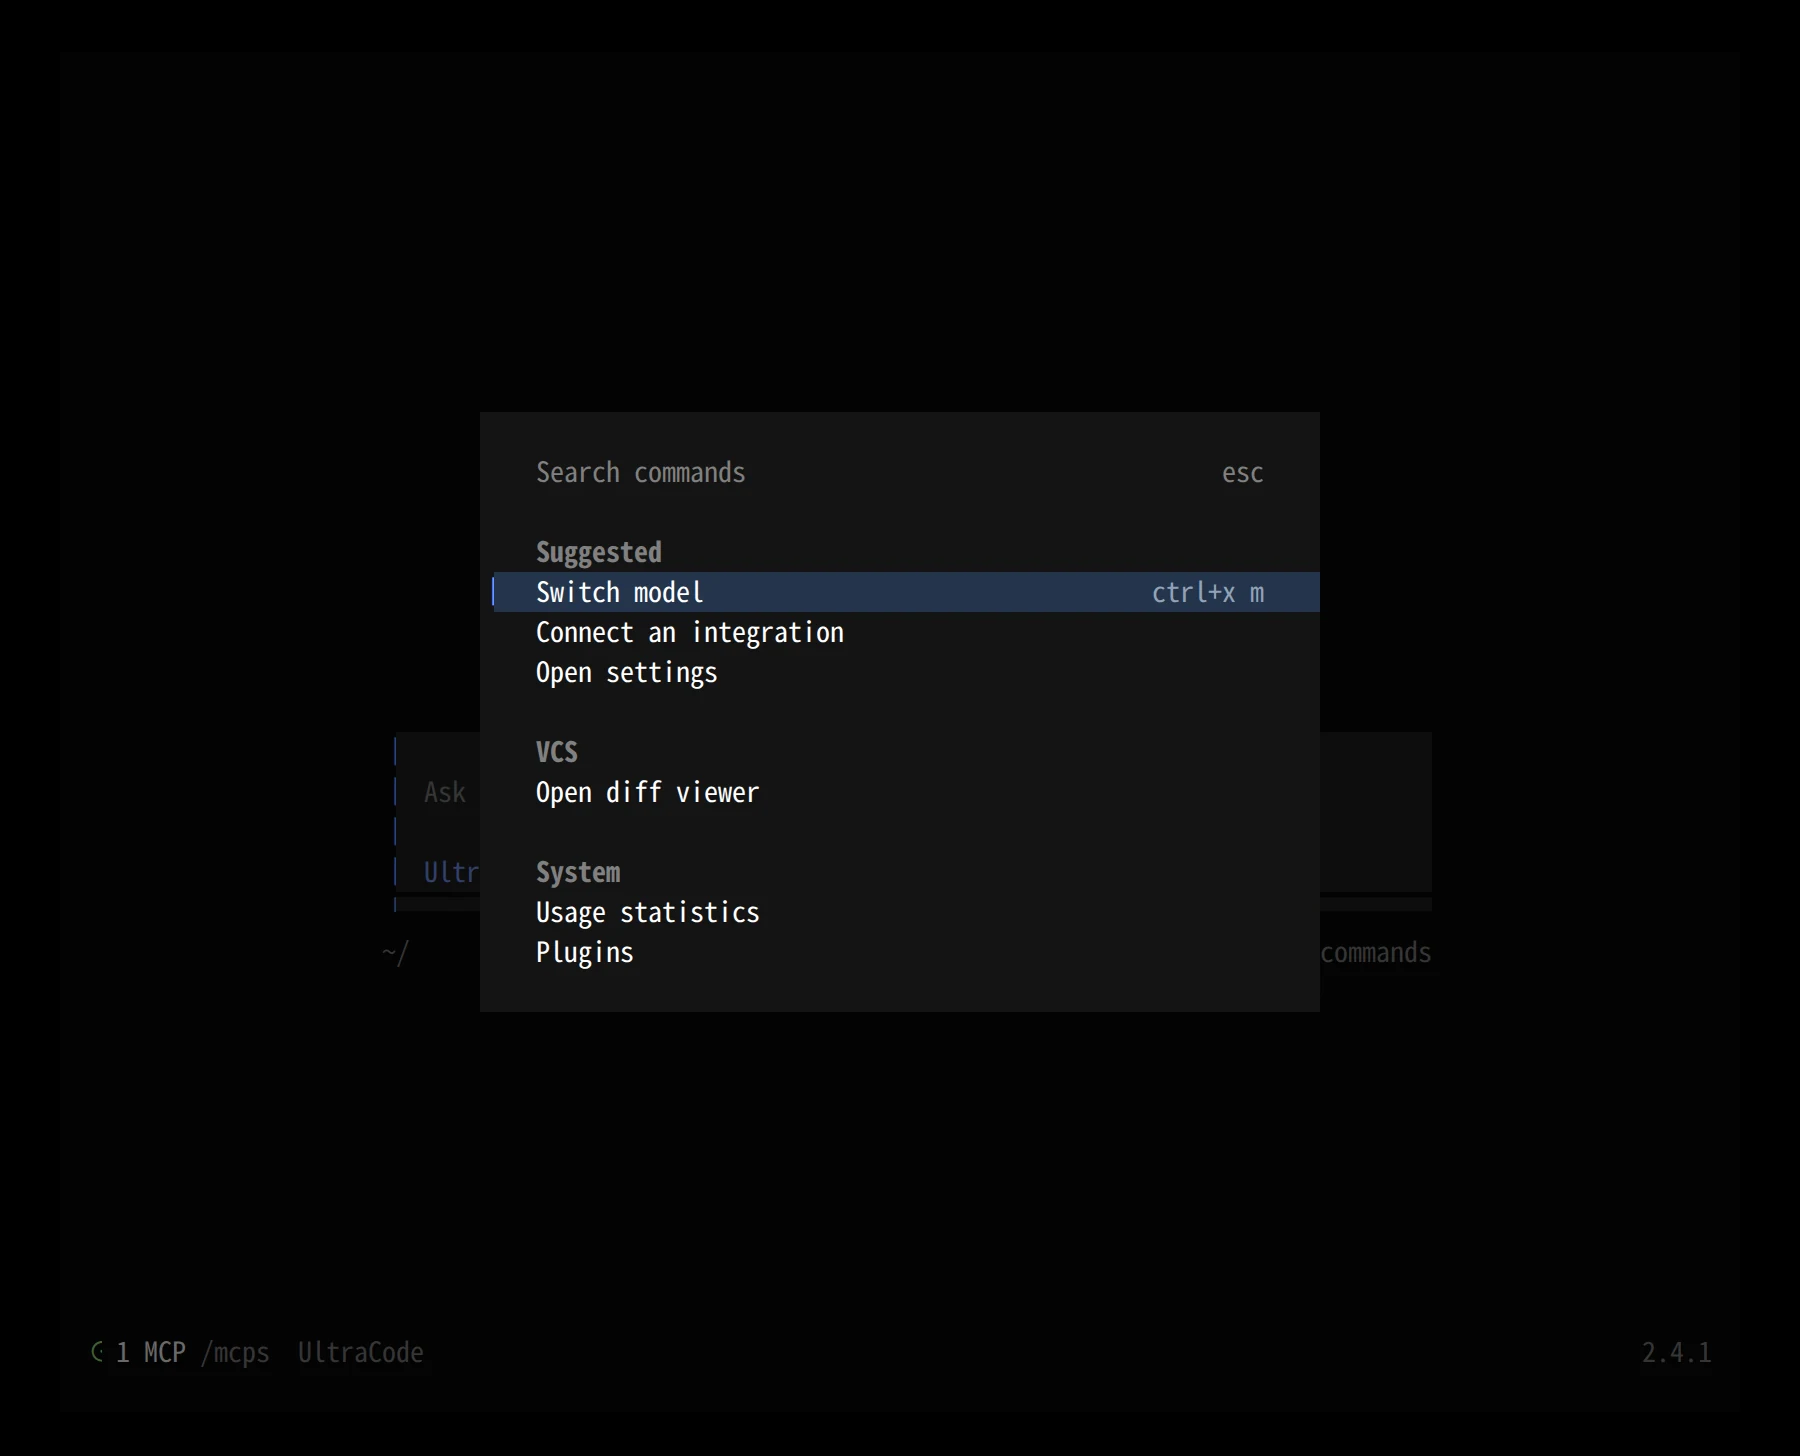 Search commands esc
Suggested
Switch model ctrl+x m
Connect an integration
Open settings
VCS
Ask Open diff viewer
Ultr System
Usage statistics
~/ Plugins commands
1 MCP /mcps UltraCode 2.4.1